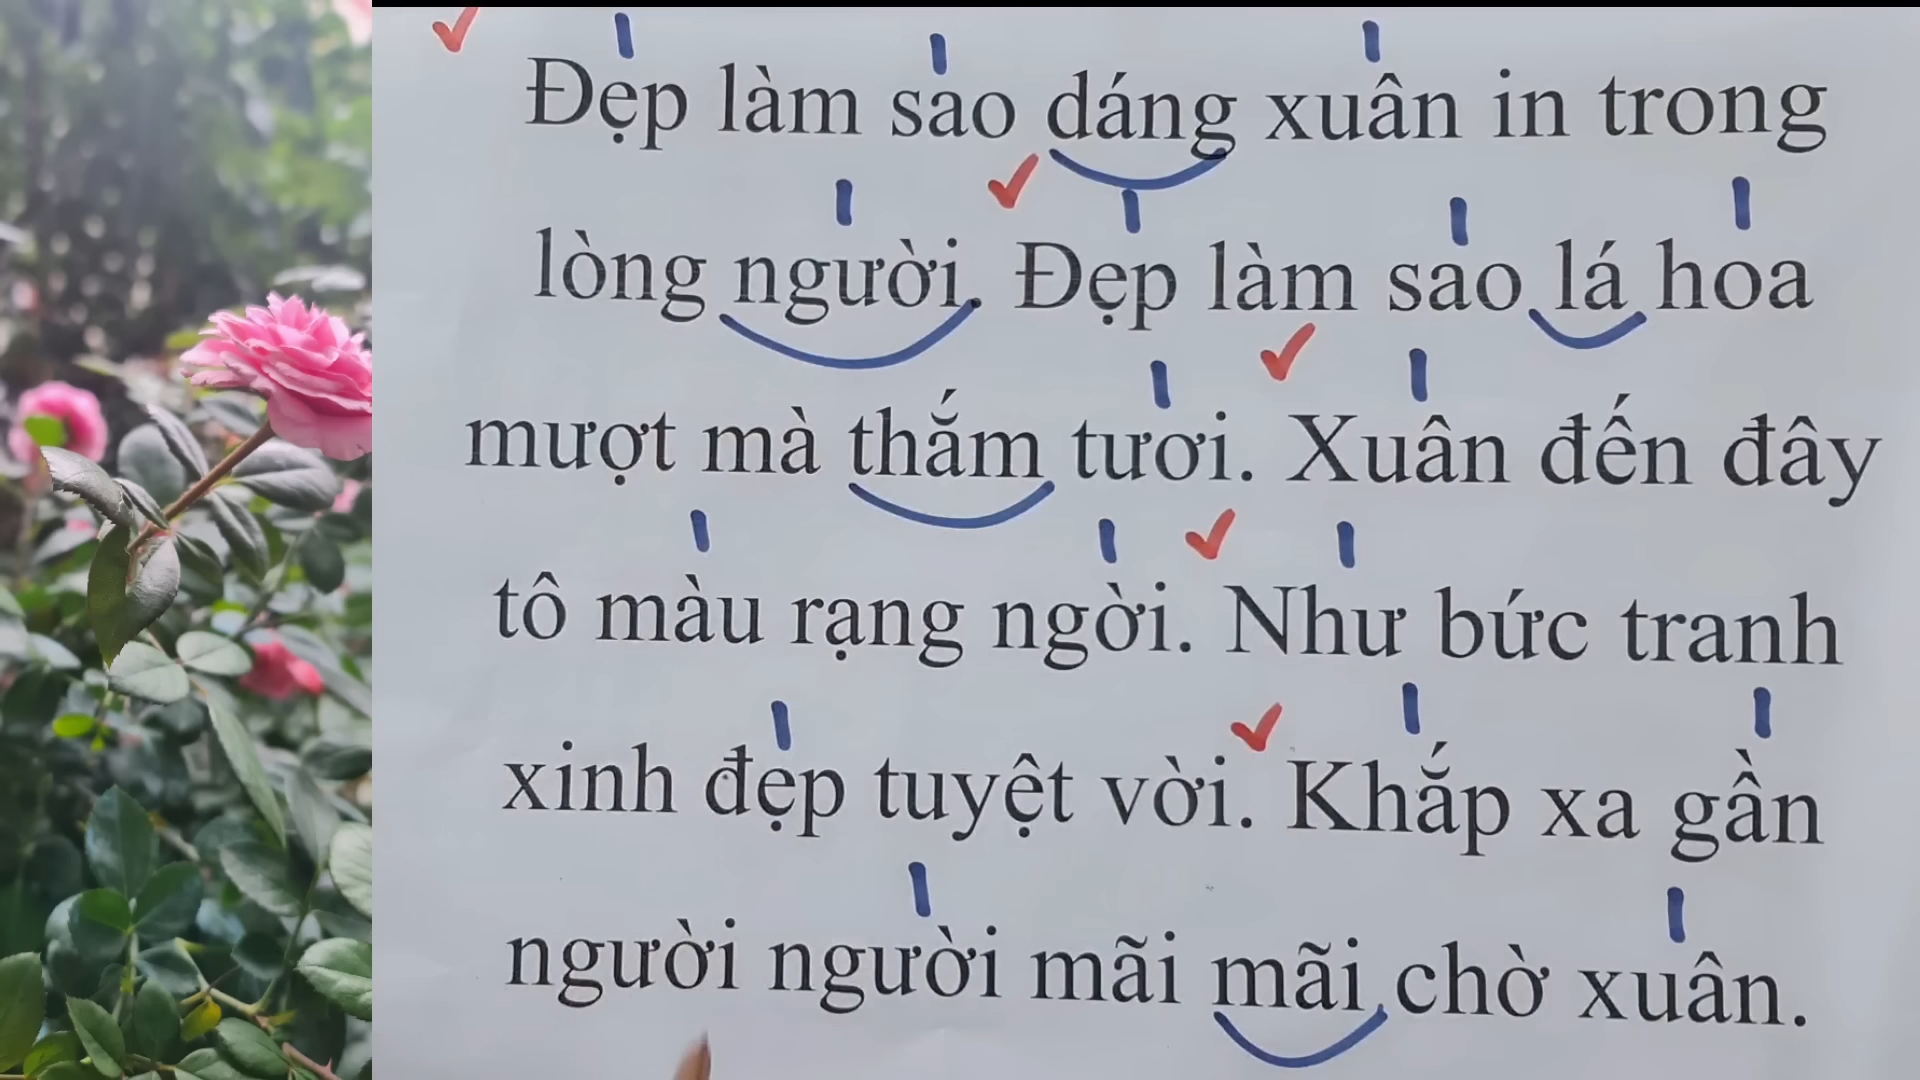 Đẹp làm sao dáng xuân in trong
lòng người. Đẹp làm sao lá hoa
mượt mà thắm tươi. Xuân đến đây
tô màu rạng ngời. Như bức tranh
xinh đẹp tuyệt vời. Khắp xa gần
người người mãi mãi chờ xuân.